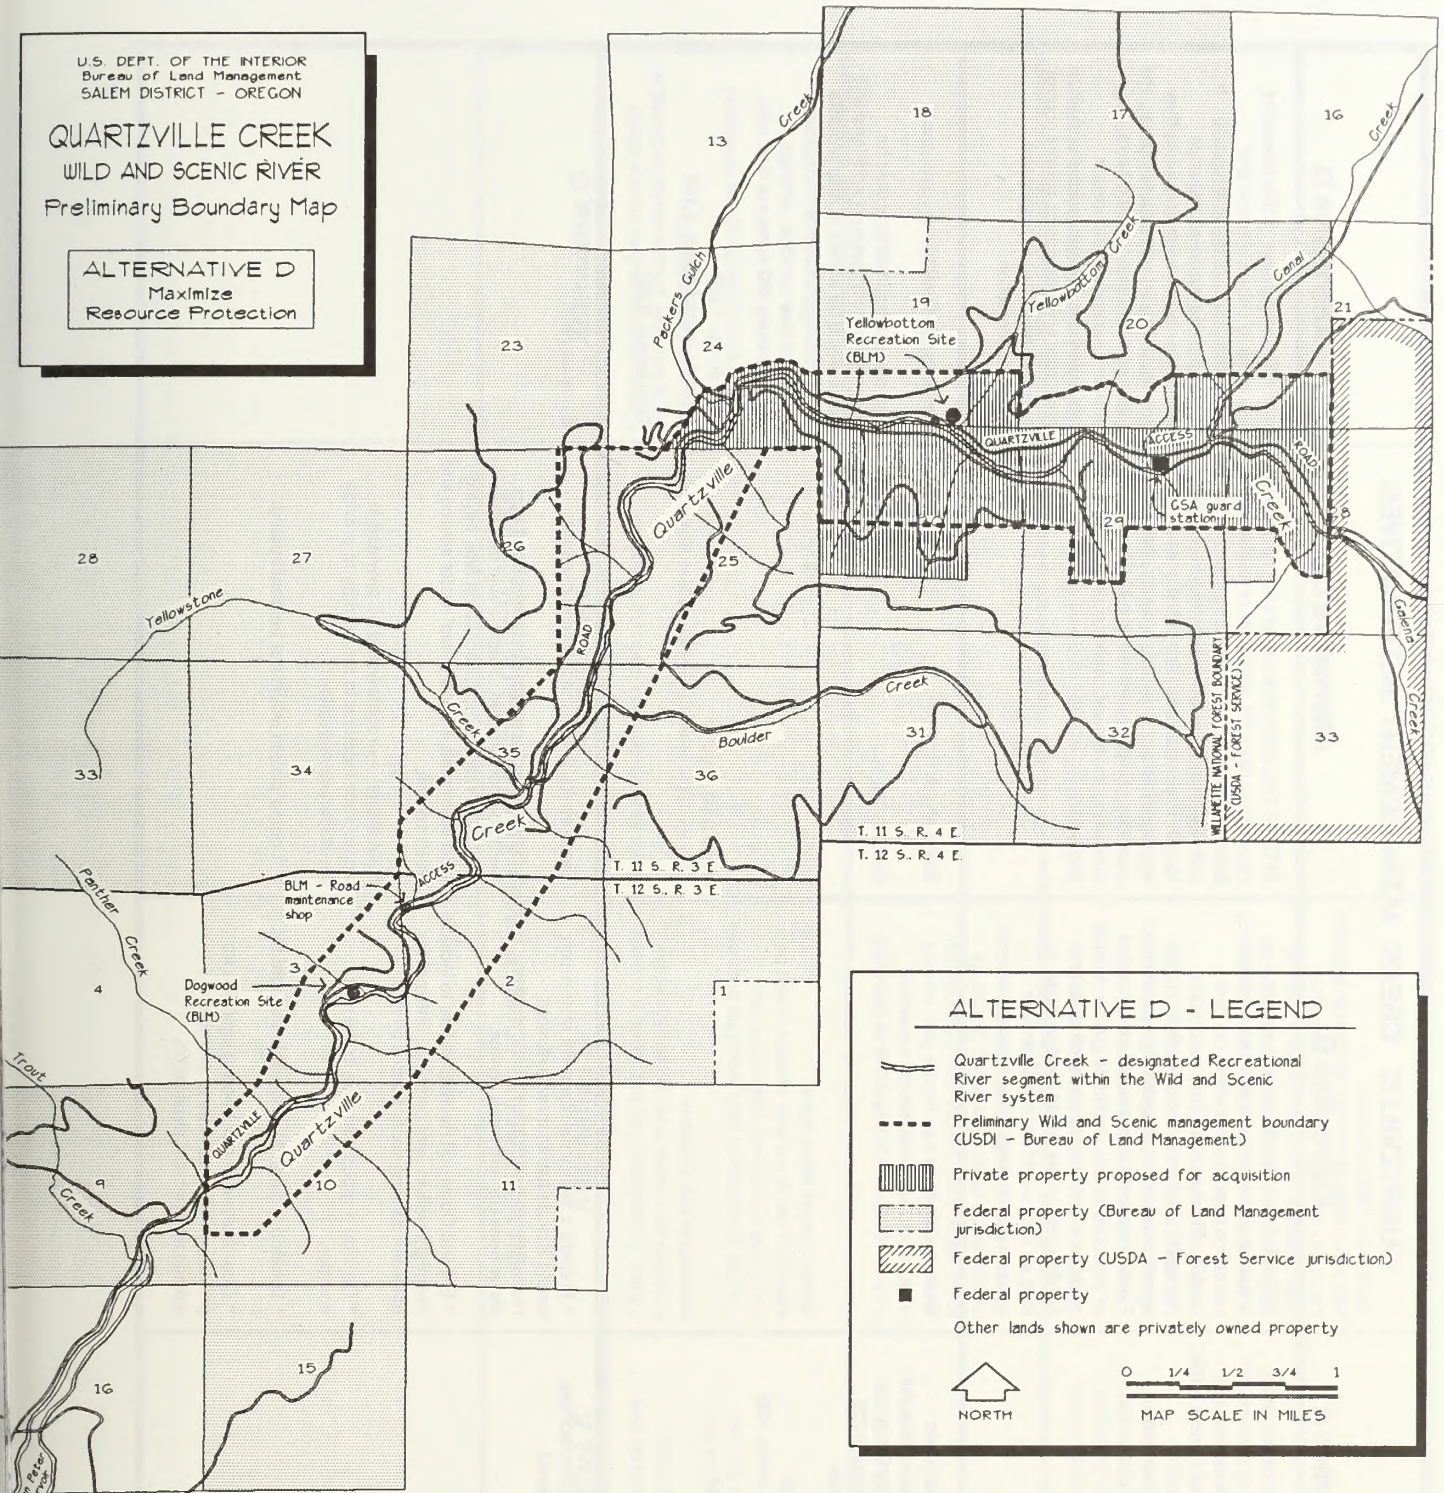 U.S. DEPT. OF THE INTERIOR
Bureau of Land Management
SALEM DISTRICT - OREGON
QUARTZVILLE CREEK
WILD AND SCENIC RIVER
Preliminary Boundary Map
ALTERNATIVE D
Maximize
Resource Protection
13
Creek
18
17
16
Creek
Packers Gulch
24
23
19
Yellowbottom
Recreation Site
(BLM)
Yellowbottom Creek
20
Canal
21
QUARTZVILLE
ACCESS
ROAD
Creek
GSA guard
station
29
Quartzville
28
27
26
25
Yellowstone
Creek
ROAD
Galena
Creek
33
34
35
36
Boulder
Creek
31
32
33
WILLAMETTE NATIONAL FOREST BOUNDARY
(USDA - FOREST SERVICE)
Creek
T. 11 S. R. 4 E.
T. 12 S.. R. 4 E.
T. 11 S.. R. 3 E.
T. 12 S.. R. 3 E.
ACCESS
BLM - Road
maintenance
shop
Panther
Creek
4
3
2
1
Dogwood
Recreation Site
(BLM)
Trout
Creek
QUARTZVILLE
Quartzville
9
10
11
15
16
Peter
ALTERNATIVE D - LEGEND
Quartzville Creek - designated Recreational
River segment within the Wild and Scenic
River system
Preliminary Wild and Scenic management boundary
(USDI - Bureau of Land Management)
Private property proposed for acquisition
Federal property (Bureau of Land Management
jurisdiction)
Federal property (USDA - Forest Service jurisdiction)
Federal property
Other lands shown are privately owned property
NORTH
0 1/4 1/2 3/4 1
MAP SCALE IN MILES